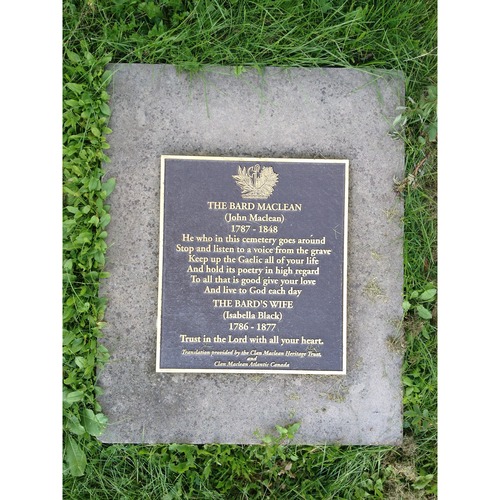 THE BARD MACLEAN
(John Maclean)
1787 - 1848
He who in this cemetery goes around
Stop and listen to a voice from the grave
Keep up the Gaelic all of your life
And hold its poetry in high regard
To all that is good give your love
And live to God each day
THE BARD'S WIFE
(Isabella Black)
1786 - 1877
Trust in the Lord with all your heart.
Translation provided by the Clan Maclean Heritage Trust,
and
Clan Maclean Atlantic Canada